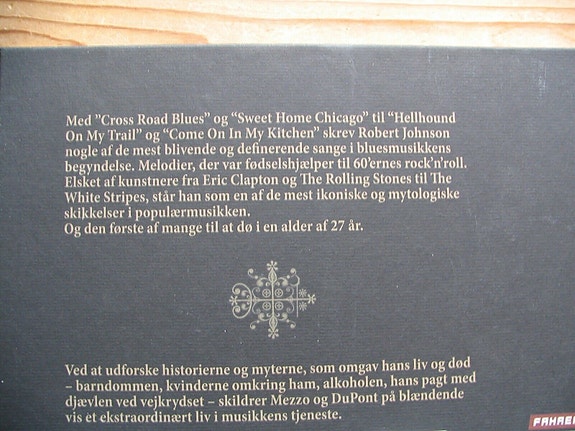 Med ”Cross Road Blues” og “Sweet Home Chicago” til “Hellhound
On My Trail” og “Come On In My Kitchen” skrev Robert Johnson
nogle af de mest blivende og definerende sange i bluesmusikkens
begyndelse. Melodier, der var fødselshjælper til 60’ernes rock’n’roll.
Elsket af kunstnere fra Eric Clapton og The Rolling Stones til The
White Stripes, står han som en af de mest ikoniske og mytologiske
skikkelser i populærmusikken.
Og den første af mange til at dø i en alder af 27 år.
Ved at udforske historierne og myterne, som omgav hans liv og død
– barndommen, kvinderne omkring ham, alkoholen, hans pagt med
djævlen ved vejkrydset – skildrer Mezzo og DuPont på blændende
vis et ekstraordinært liv i musikkens tjeneste.